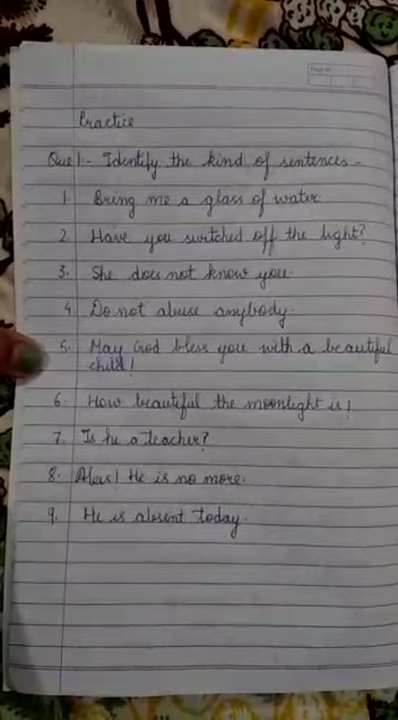 Practice
Que 1:- Identify the kind of sentences -
1. Bring me a glass of water
2. Have you switched off the light?
3. She does not know you.
4. Do not abuse anybody.
5. May God bless you with a beautiful
child!
6. How beautiful the moonlight is!
7. Is he a teacher?
8. Alas! He is no more.
9. He is absent today.